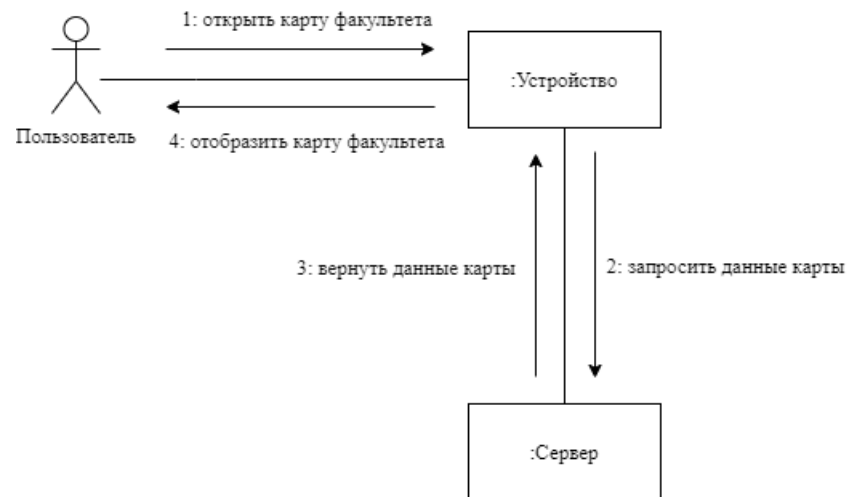 1: открыть карту факультета
:Устройство
Пользователь
4: отобразить карту факультета
3: вернуть данные карты
2: запросить данные карты
:Сервер